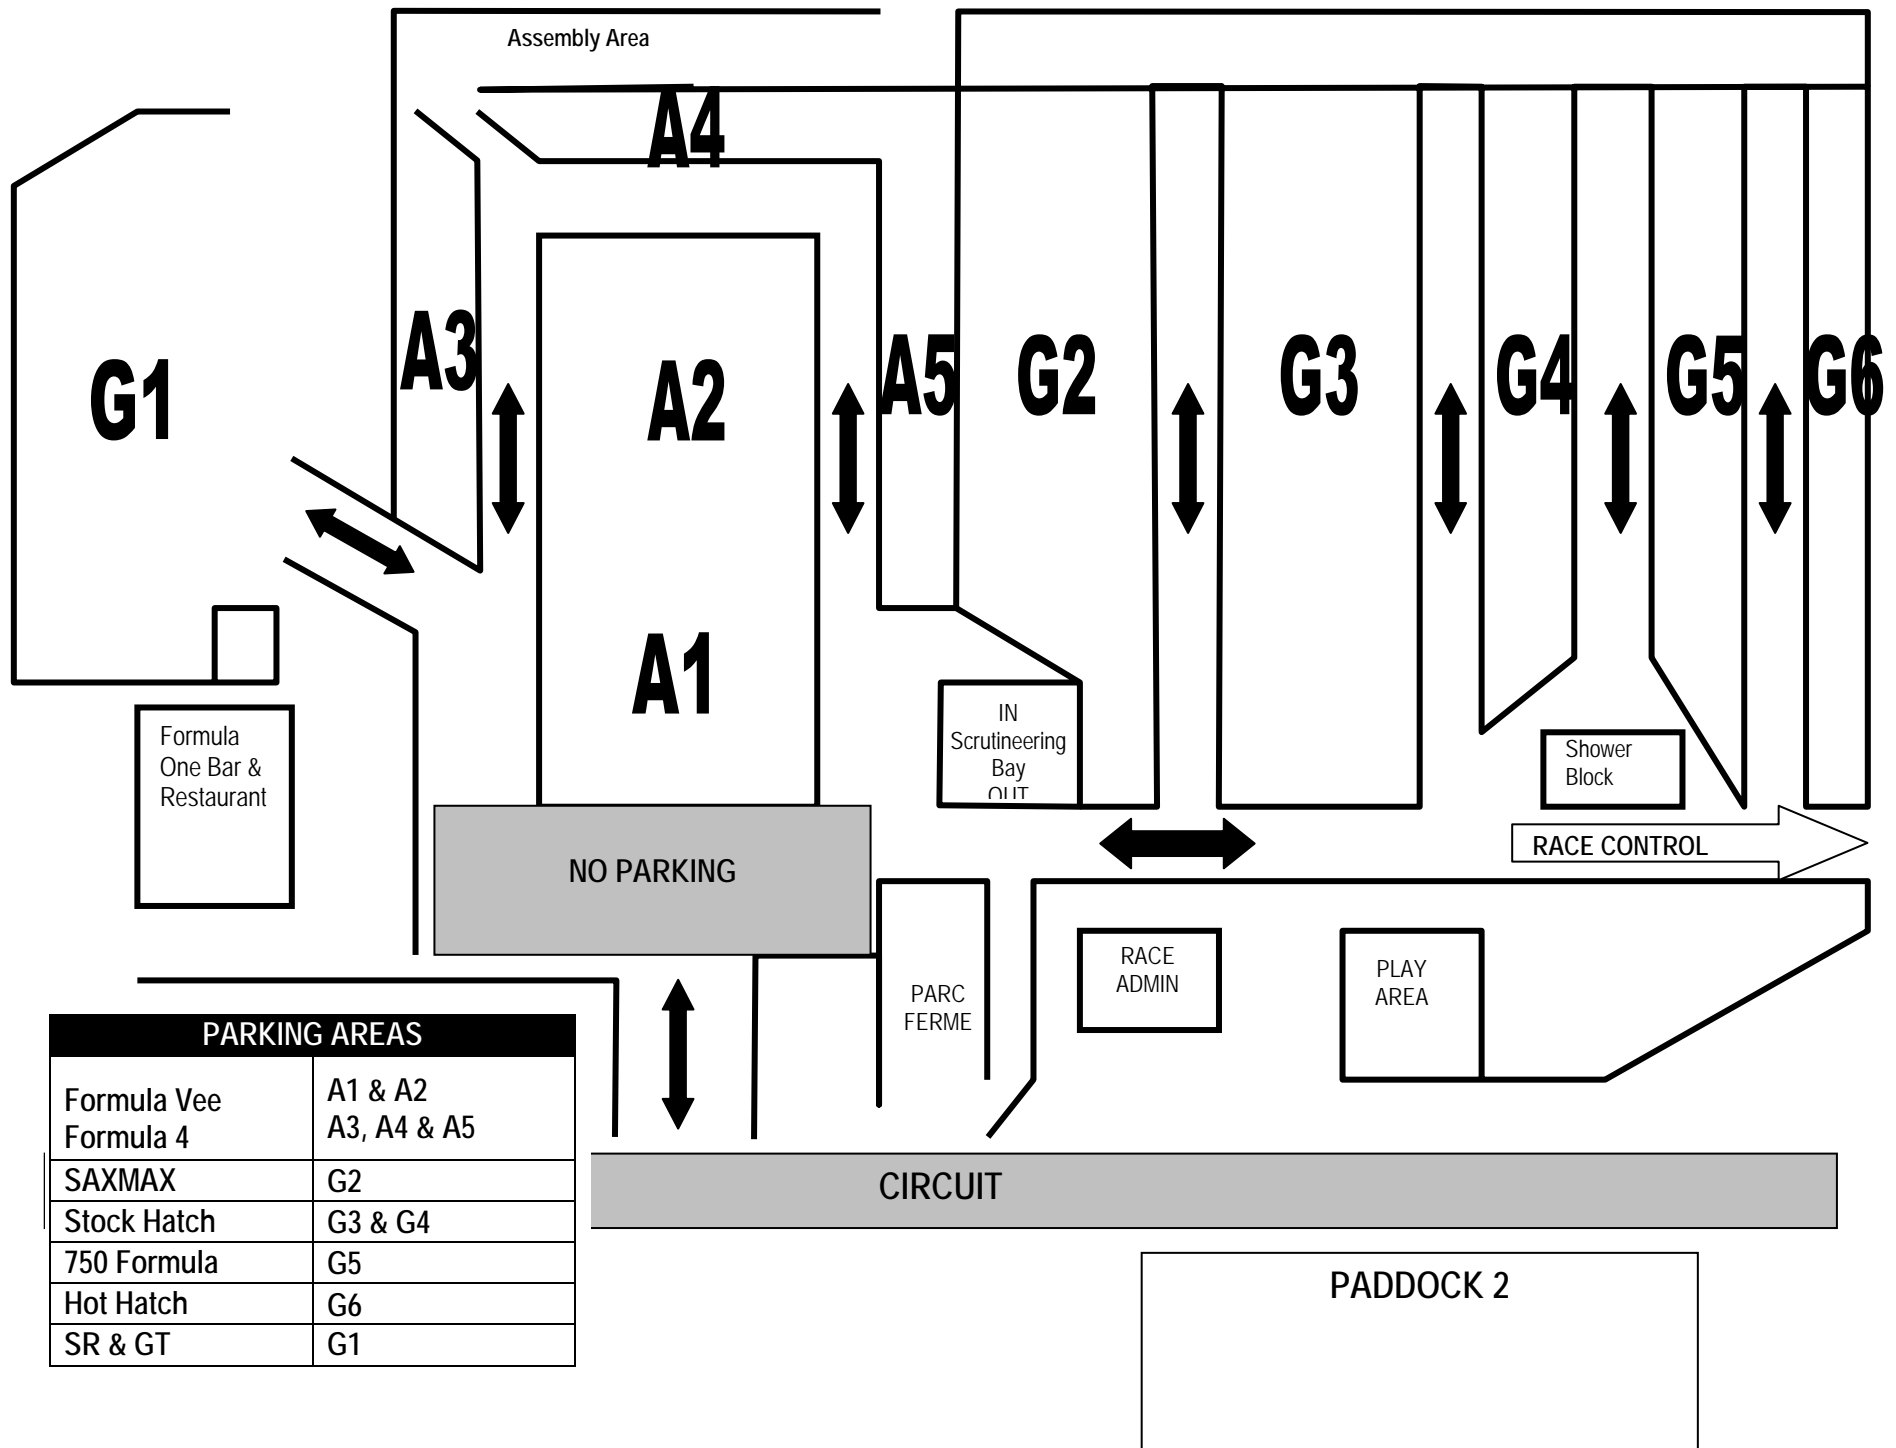 Assembly Area
A4
A3
A5
G2
G3
G4
G5
G6
G1
A2
A1
IN
Scrutineering
Bay
OUT
Formula
One Bar &
Restaurant
Shower
Block
NO PARKING
RACE CONTROL
RACE
ADMIN
PLAY
AREA
PARC
FERME
PARKING AREAS
Formula Vee A1 & A2
Formula 4 A3, A4 & A5
SAXMAX G2
Stock Hatch G3 & G4
750 Formula G5
Hot Hatch G6
SR & GT G1
CIRCUIT
PADDOCK 2